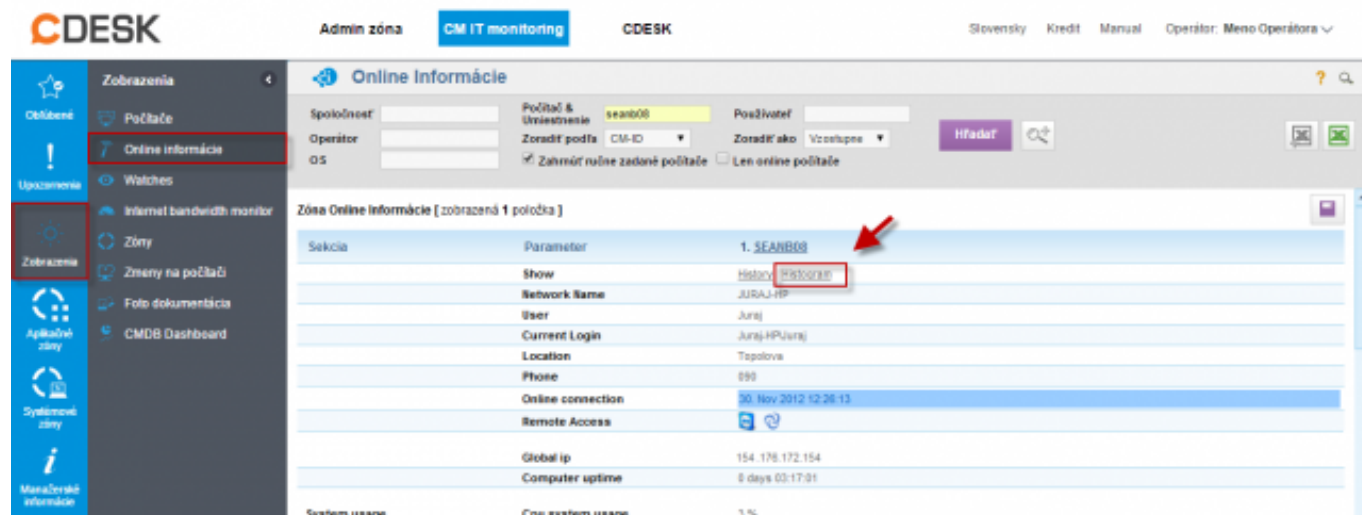 CDESK
Admin zóna CM IT monitoring CDESK Slovensky Kredit Manual Operátor: Meno Operátora
Obľúbené
Upozornenia
Zobrazenia
Aplikačné zóny
Systémové zóny
Manažerské informácie
Zobrazenia
Počítače
Online informácie
Watches
Internet bandwidth monitor
Zóny
Zmeny na počítači
Foto dokumentácia
CMDB Dashboard
Online Informácie
Spoločnosť Počítač & Umiestnenie seanb08 Používateľ
Operátor Zoradiť podľa CM-ID Zoradiť ako Vzostupne Hľadať
OS Zahrnúť ručne zadané počítače Len online počítače
Zóna Online Informácie [ zobrazená 1 položka ]
Sekcia Parameter 1. SEANB08
Show History Histogram
Network Name JURAJ-HP
User Juraj
Current Login Juraj-HP\Juraj
Location Topolova
Phone 090
Online connection 30. Nov 2012 12:26:13
Remote Access
Global ip 154.176.172.154
Computer uptime 0 days 03:17:01
System usage Cpu system usage 3 %